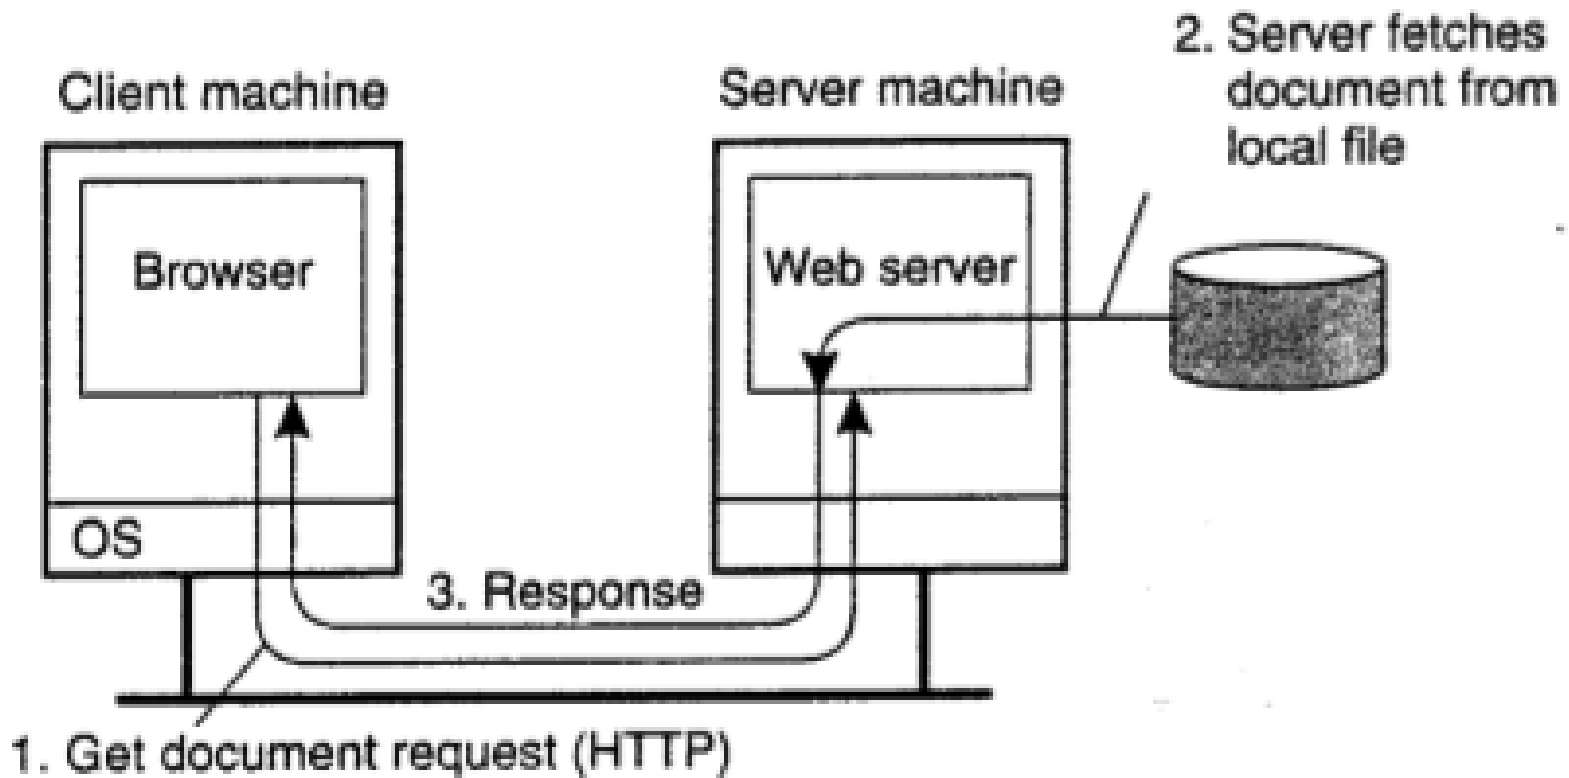 2. Server fetches
document from
local file
Client machine
Server machine
Browser
Web server
OS
3. Response
1. Get document request (HTTP)